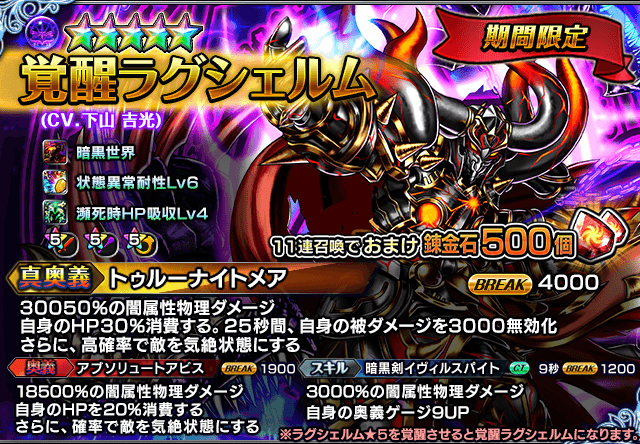 期間限定
覚醒ラグシェルム
(CV.下山 吉光)
暗黒世界
状態異常耐性Lv6
瀕死時HP吸収Lv4
5 5 5
11連召喚で おまけ 錬金石500個
真奥義 トゥルーナイトメア BREAK 4000
30050%の闇属性物理ダメージ
自身のHP30%消費する。25秒間、自身の被ダメージを3000無効化
さらに、高確率で敵を気絶状態にする
奥義 アブソリュートアビス BREAK 1900
18500%の闇属性物理ダメージ
自身のHPを20%消費する
さらに、確率で敵を気絶状態にする
スキル 暗黒剣イヴィルスパイト CT 9秒 BREAK 1200
3000%の闇属性物理ダメージ
自身の奥義ゲージ9UP
※ラグシェルム★5を覚醒させると覚醒ラグシェルムになります。